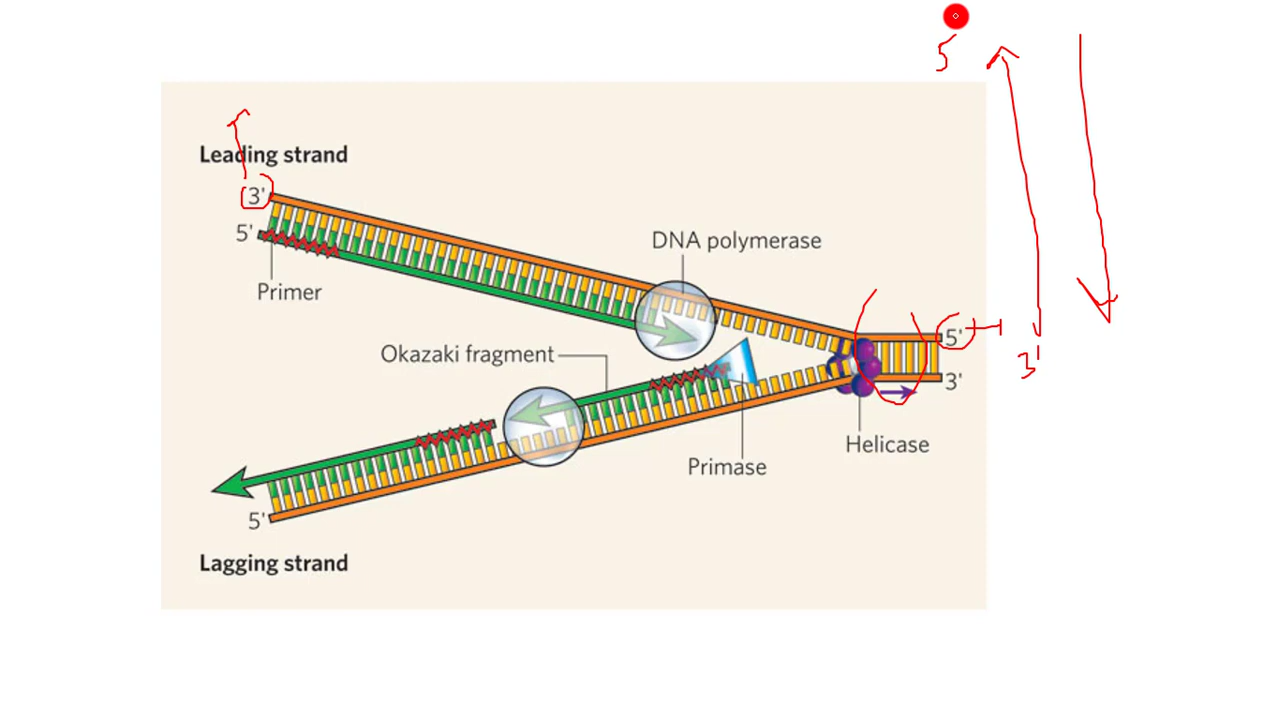 5
Leading strand
3'
5'
DNA polymerase
Primer
5'
3'
Okazaki fragment
3'
Helicase
Primase
5'
Lagging strand